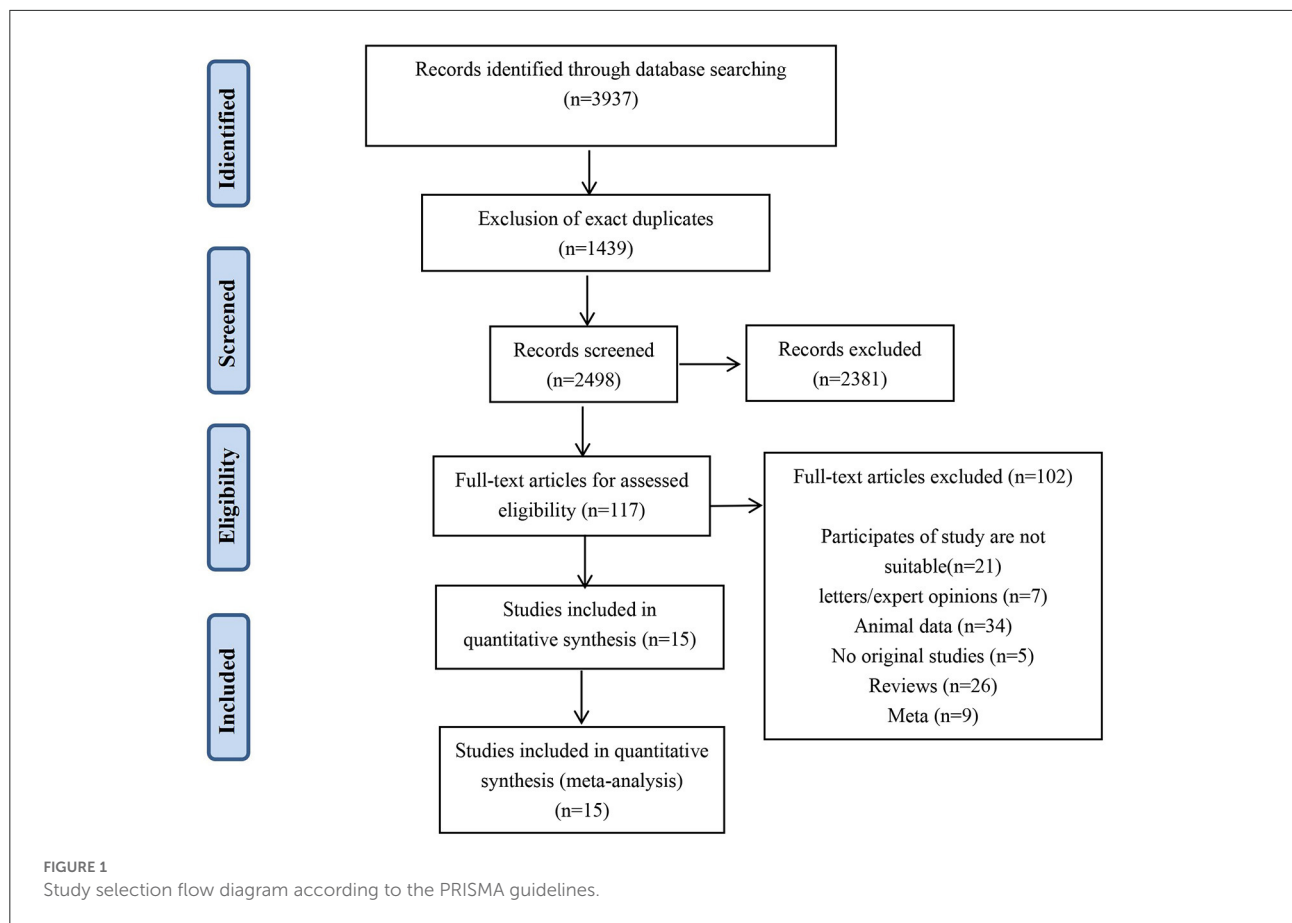 Idientified
Records identified through database searching
(n=3937)
Exclusion of exact duplicates
(n=1439)
Screened
Records screened
(n=2498)
Records excluded
(n=2381)
Eligibility
Full-text articles for assessed
eligibility (n=117)
Full-text articles excluded (n=102)
Participates of study are not
suitable(n=21)
letters/expert opinions (n=7)
Animal data (n=34)
No original studies (n=5)
Reviews (n=26)
Meta (n=9)
Included
Studies included in
quantitative synthesis (n=15)
Studies included in quantitative
synthesis (meta-analysis)
(n=15)
FIGURE 1
Study selection flow diagram according to the PRISMA guidelines.